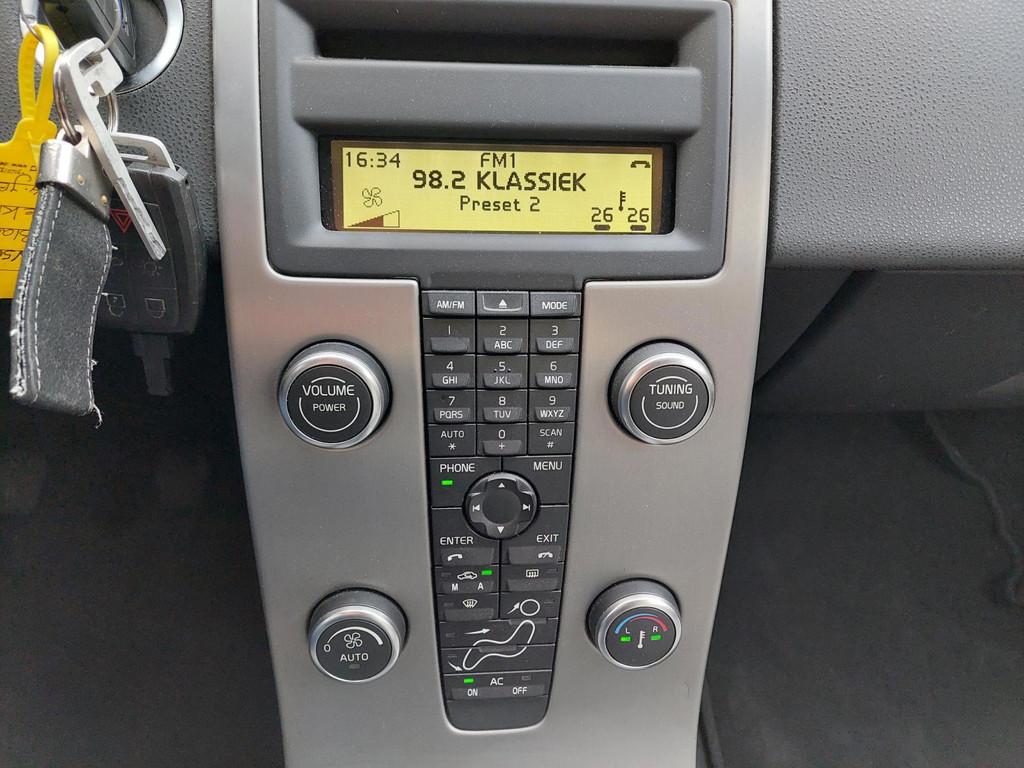 16:34 FM1
98.2 KLASSIEK
Preset 2
26 26
AM/FM MODE
1 2 3
ABC DEF
4 5 6
GHI JKL MNO
7 8 9
PQRS TUV WXYZ
AUTO 0 SCAN
* + #
VOLUME
POWER
TUNING
SOUND
PHONE MENU
ENTER EXIT
M A
0
AUTO
L R
AC
ON OFF